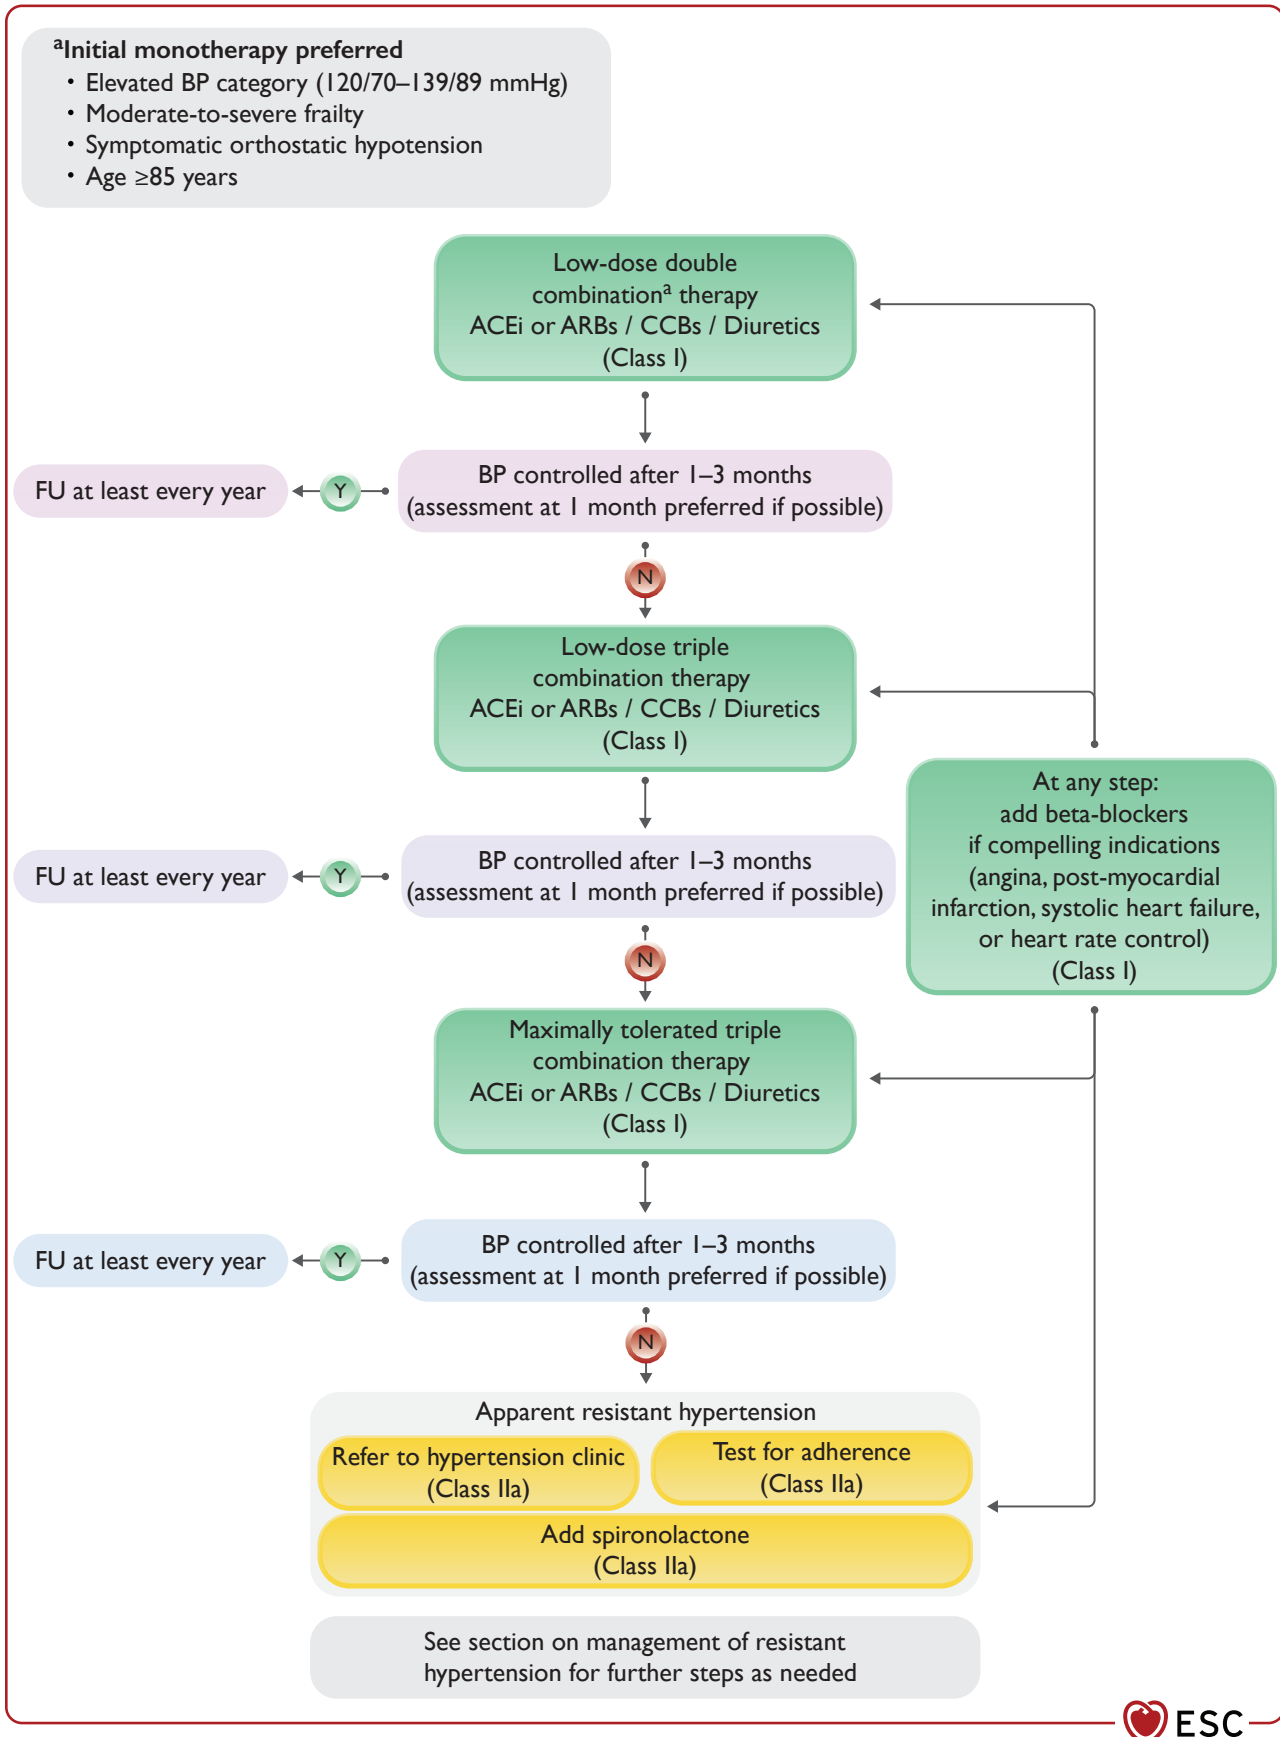 ªInitial monotherapy preferred
• Elevated BP category (120/70–139/89 mmHg)
• Moderate-to-severe frailty
• Symptomatic orthostatic hypotension
• Age ≥85 years
Low-dose double
combinationª therapy
ACEi or ARBs / CCBs / Diuretics
(Class I)
BP controlled after 1–3 months
(assessment at 1 month preferred if possible)
Y
FU at least every year
N
Low-dose triple
combination therapy
ACEi or ARBs / CCBs / Diuretics
(Class I)
At any step:
add beta-blockers
if compelling indications
(angina, post-myocardial
infarction, systolic heart failure,
or heart rate control)
(Class I)
BP controlled after 1–3 months
(assessment at 1 month preferred if possible)
Y
FU at least every year
N
Maximally tolerated triple
combination therapy
ACEi or ARBs / CCBs / Diuretics
(Class I)
BP controlled after 1–3 months
(assessment at 1 month preferred if possible)
Y
FU at least every year
N
Apparent resistant hypertension
Refer to hypertension clinic
(Class IIa)
Test for adherence
(Class IIa)
Add spironolactone
(Class IIa)
See section on management of resistant
hypertension for further steps as needed
ESC